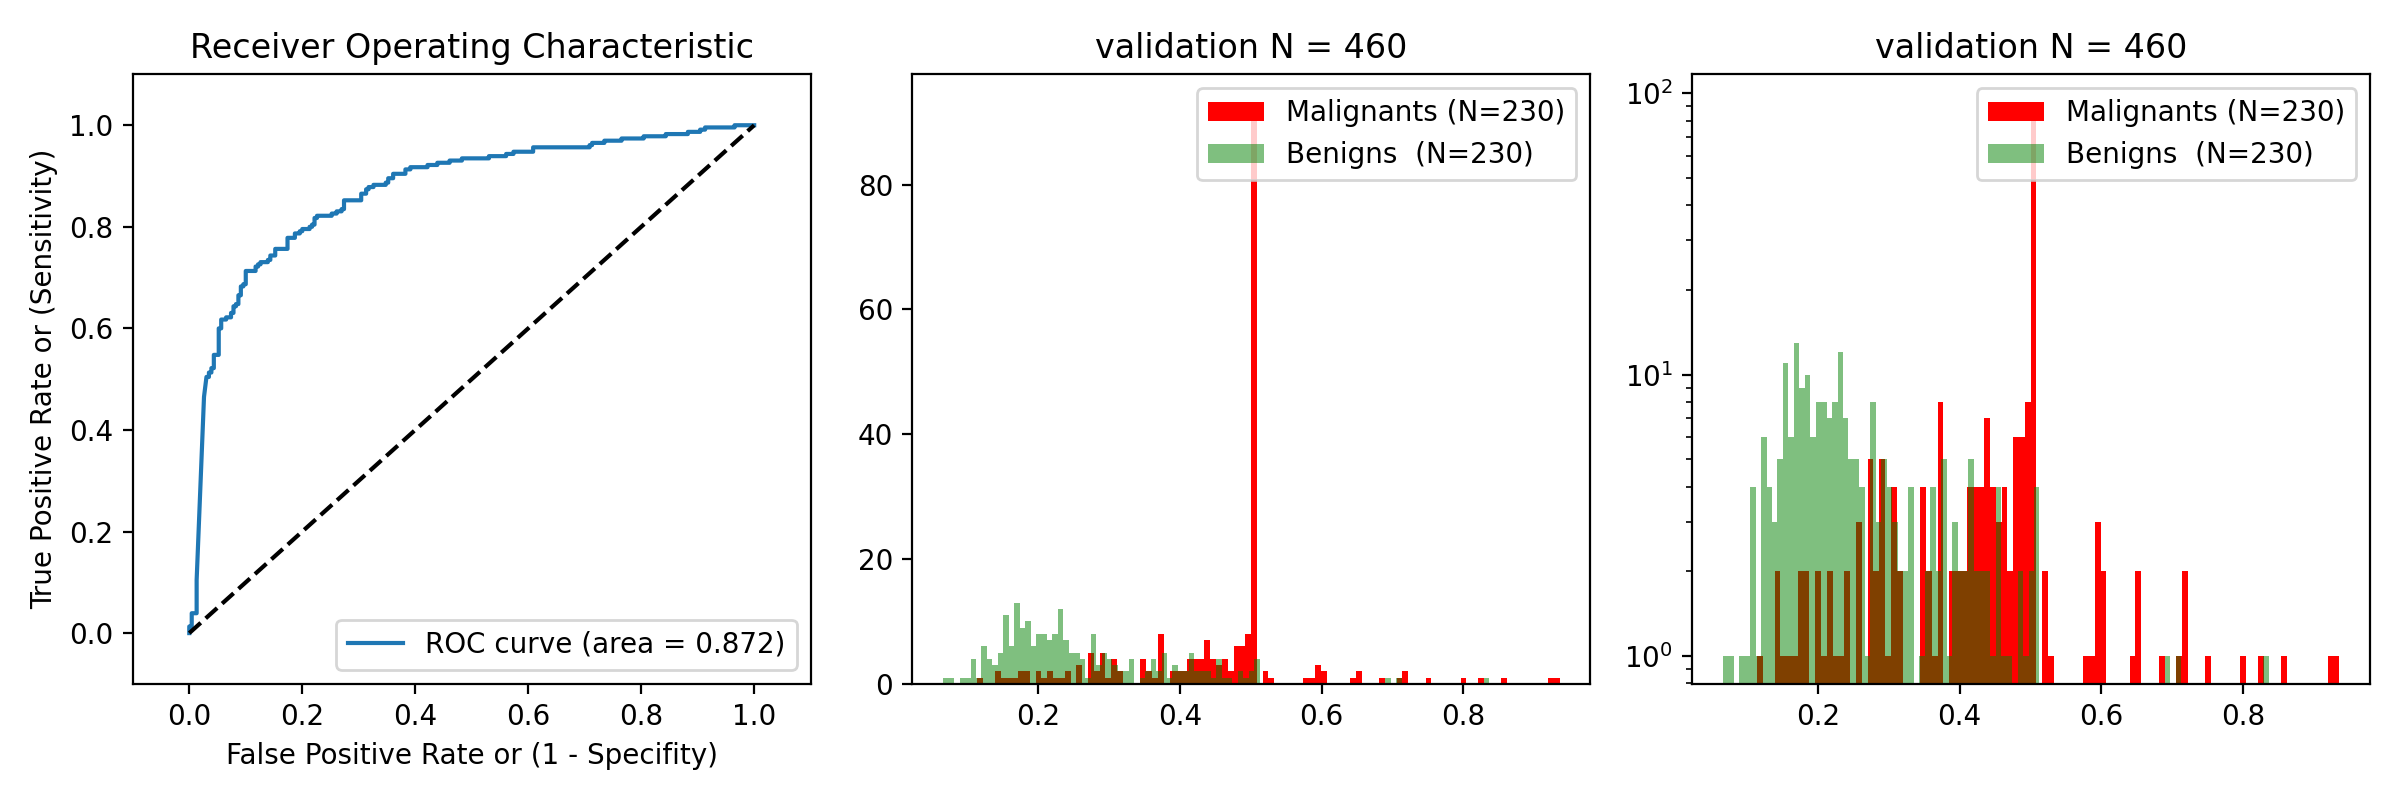 Receiver Operating Characteristic
True Positive Rate or (Sensitivity)
1.0
0.8
0.6
0.4
0.2
0.0
ROC curve (area = 0.872)
0.0 0.2 0.4 0.6 0.8 1.0
False Positive Rate or (1 - Specifity)
validation N = 460
Malignants (N=230)
Benigns (N=230)
80
60
40
20
0
0.2 0.4 0.6 0.8
validation N = 460
Malignants (N=230)
Benigns (N=230)
10²
10¹
10⁰
0.2 0.4 0.6 0.8